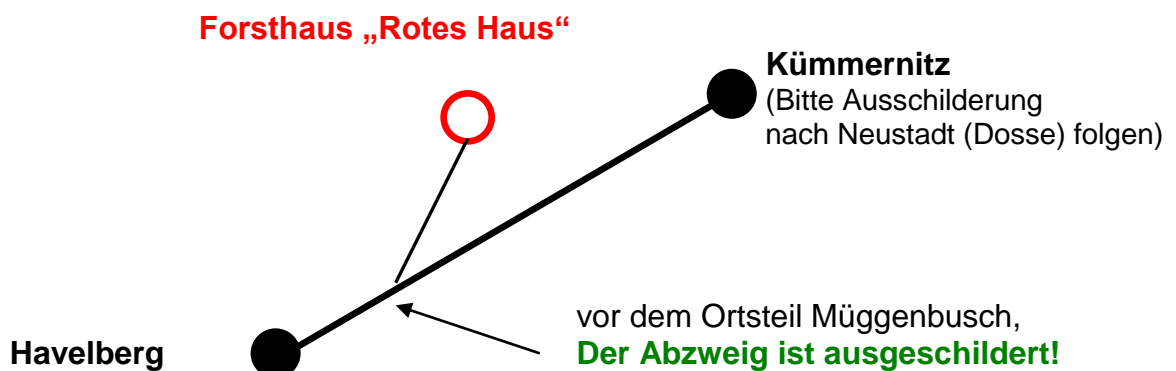 Forsthaus „Rotes Haus“
Kümmernitz
(Bitte Ausschilderung
nach Neustadt (Dosse) folgen)
vor dem Ortsteil Müggenbusch,
Der Abzweig ist ausgeschildert!
Havelberg